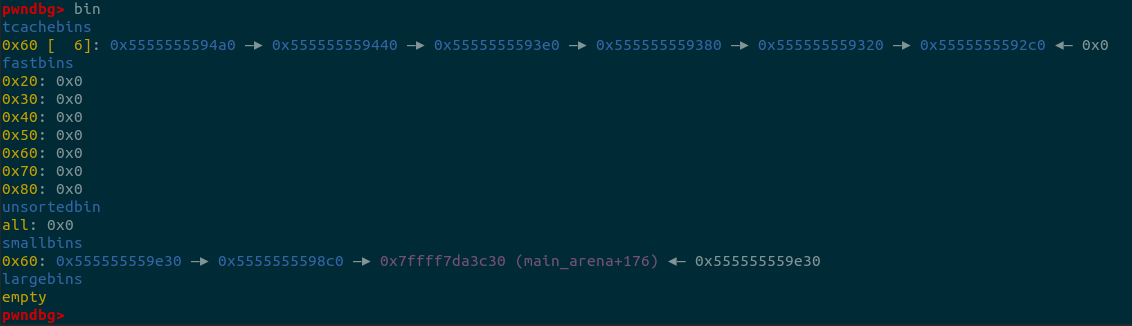 pwndbg> bin
tcachebins
0x60 [  6]: 0x5555555594a0 —▸ 0x555555559440 —▸ 0x5555555593e0 —▸ 0x555555559380 —▸ 0x555555559320 —▸ 0x5555555592c0 ◂— 0x0
fastbins
0x20: 0x0
0x30: 0x0
0x40: 0x0
0x50: 0x0
0x60: 0x0
0x70: 0x0
0x80: 0x0
unsortedbin
all: 0x0
smallbins
0x60: 0x555555559e30 —▸ 0x5555555598c0 —▸ 0x7ffff7da3c30 (main_arena+176) ◂— 0x555555559e30
largebins
empty
pwndbg>